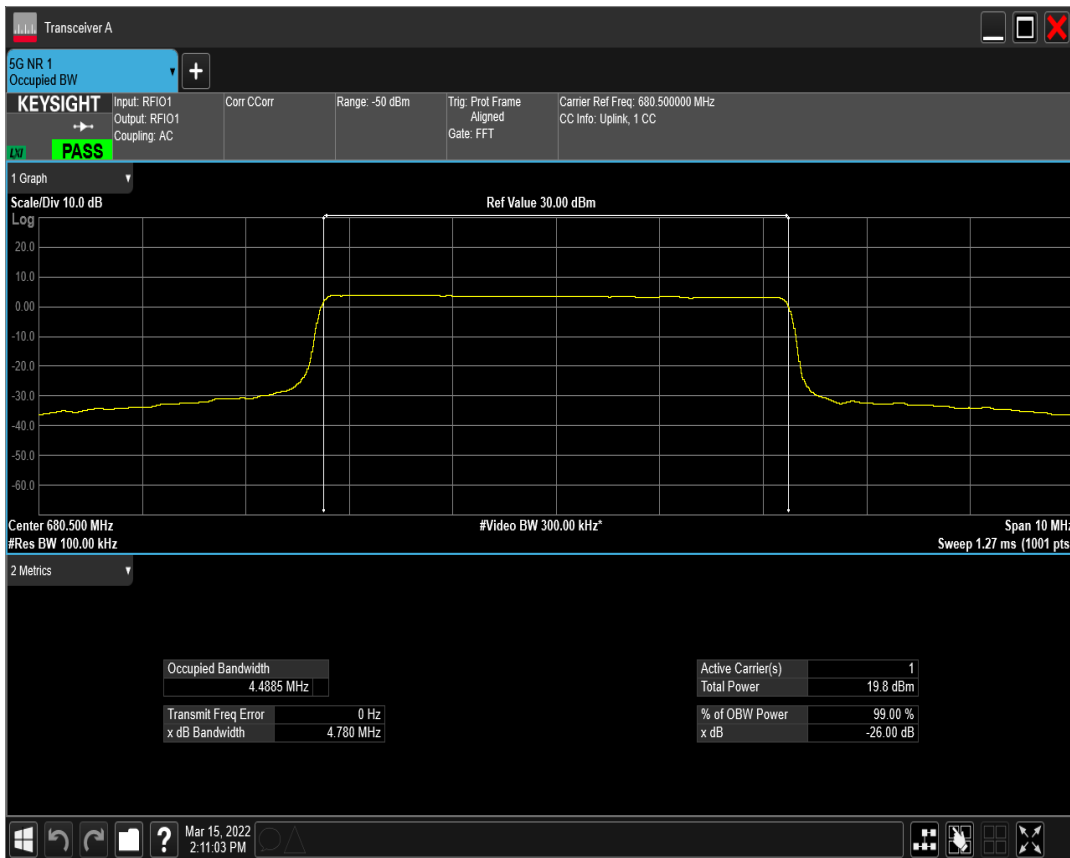 Transceiver A
5G NR 1
Occupied BW
KEYSIGHT
Input: RFIO1
Output: RFIO1
Coupling: AC
Corr CCorr
Range: -50 dBm
Trig: Prot Frame
Aligned
Gate: FFT
Carrier Ref Freq: 680.500000 MHz
CC Info: Uplink, 1 CC
LXI
PASS
1 Graph
Scale/Div 10.0 dB
Ref Value 30.00 dBm
Log
20.0
10.0
0.00
-10.0
-20.0
-30.0
-40.0
-50.0
-60.0
Center 680.500 MHz
#Video BW 300.00 kHz*
Span 10 MHz
#Res BW 100.00 kHz
Sweep 1.27 ms (1001 pts
2 Metrics
Occupied Bandwidth
4.4885 MHz
Transmit Freq Error 0 Hz
x dB Bandwidth 4.780 MHz
Active Carrier(s) 1
Total Power 19.8 dBm
% of OBW Power 99.00 %
x dB -26.00 dB
?
Mar 15, 2022
2:11:03 PM